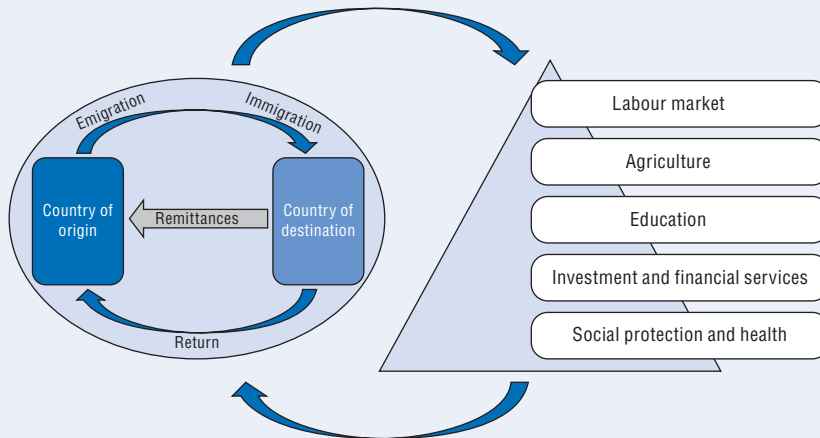 Emigration
Immigration
Country of
origin
Remittances
Country of
destination
Return
Labour market
Agriculture
Education
Investment and financial services
Social protection and health